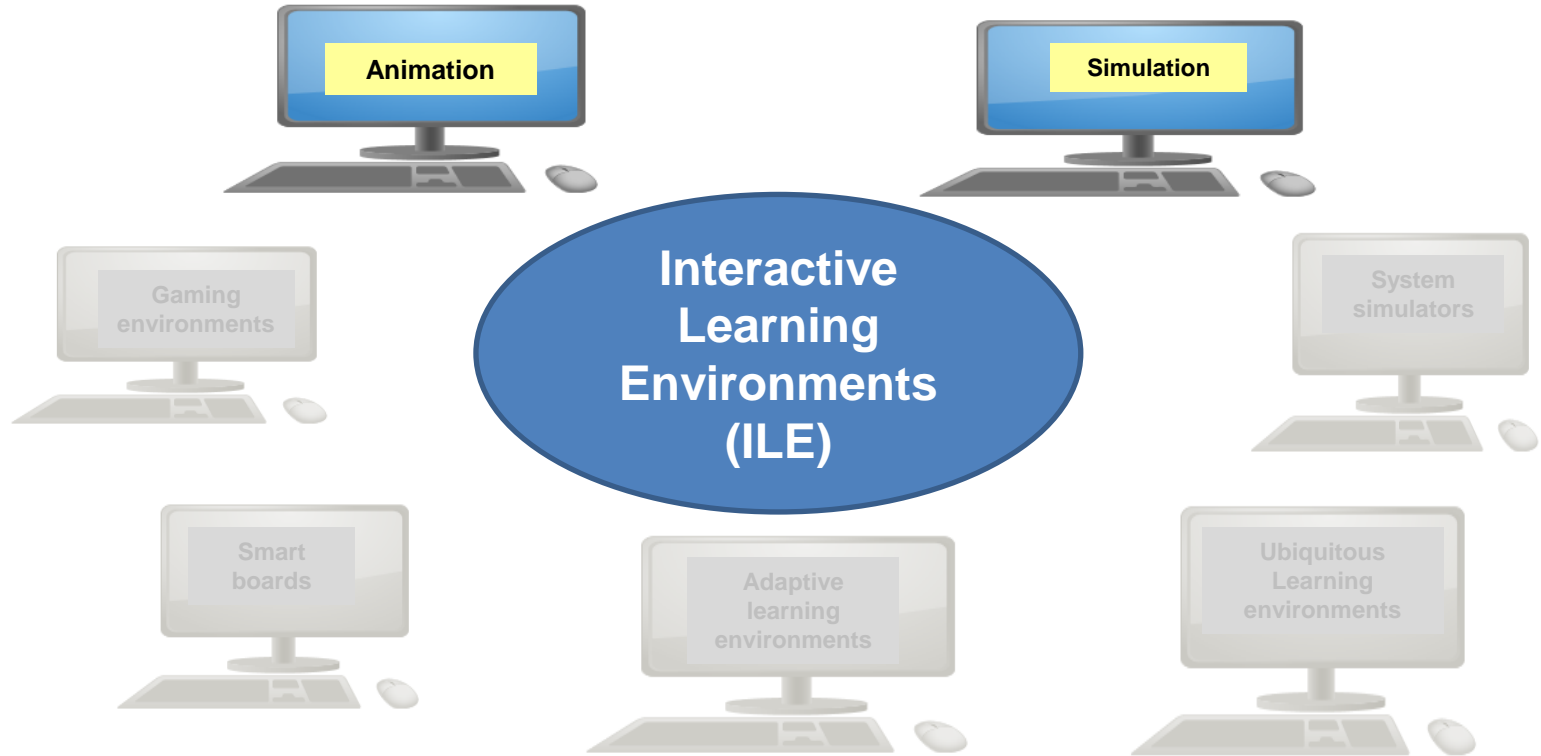 Animation
Simulation
Interactive
Learning
Environments
(ILE)
Gaming
environments
System
simulators
Smart
boards
Adaptive
learning
environments
Ubiquitous
Learning
environments